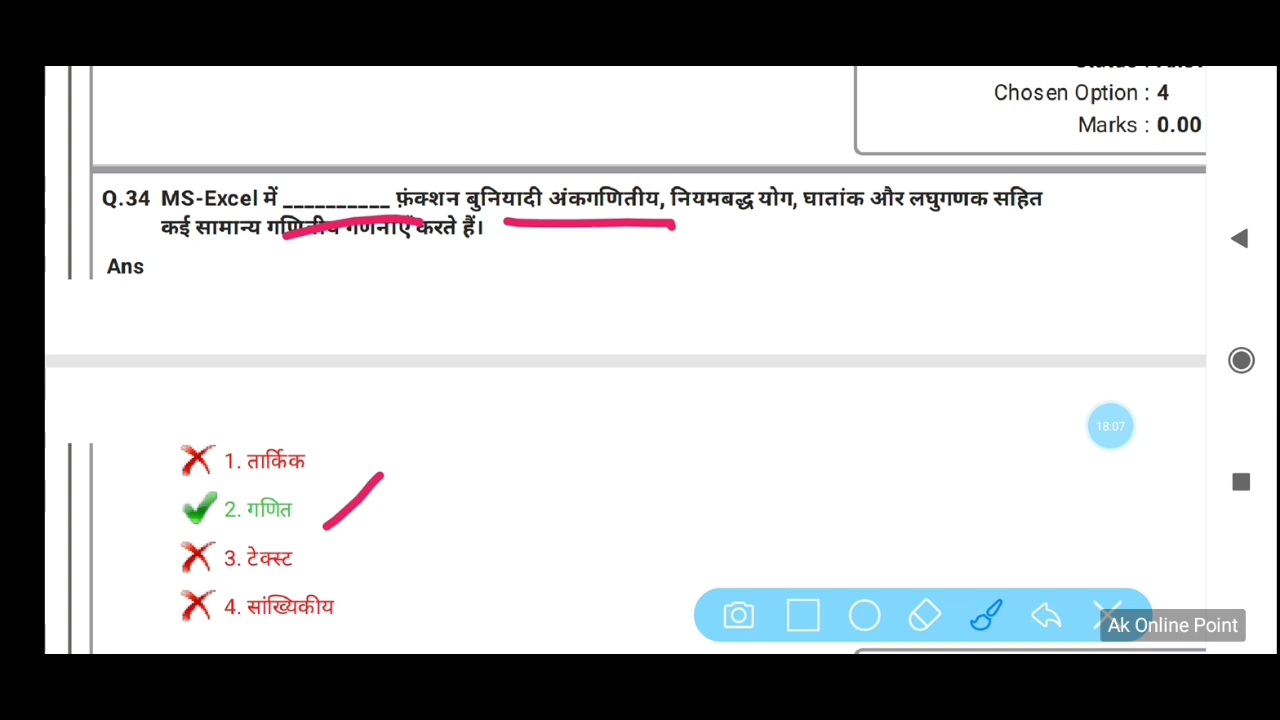 Chosen Option : 4
Marks : 0.00
Q.34 MS-Excel में __________ फ़ंक्शन बुनियादी अंकगणितीय, नियमबद्ध योग, घातांक और लघुगणक सहित
कई सामान्य गणितीय गणनाएँ करते हैं।
Ans
18:07
1. तार्किक
2. गणित
3. टेक्स्ट
4. सांख्यिकीय
Ak Online Point